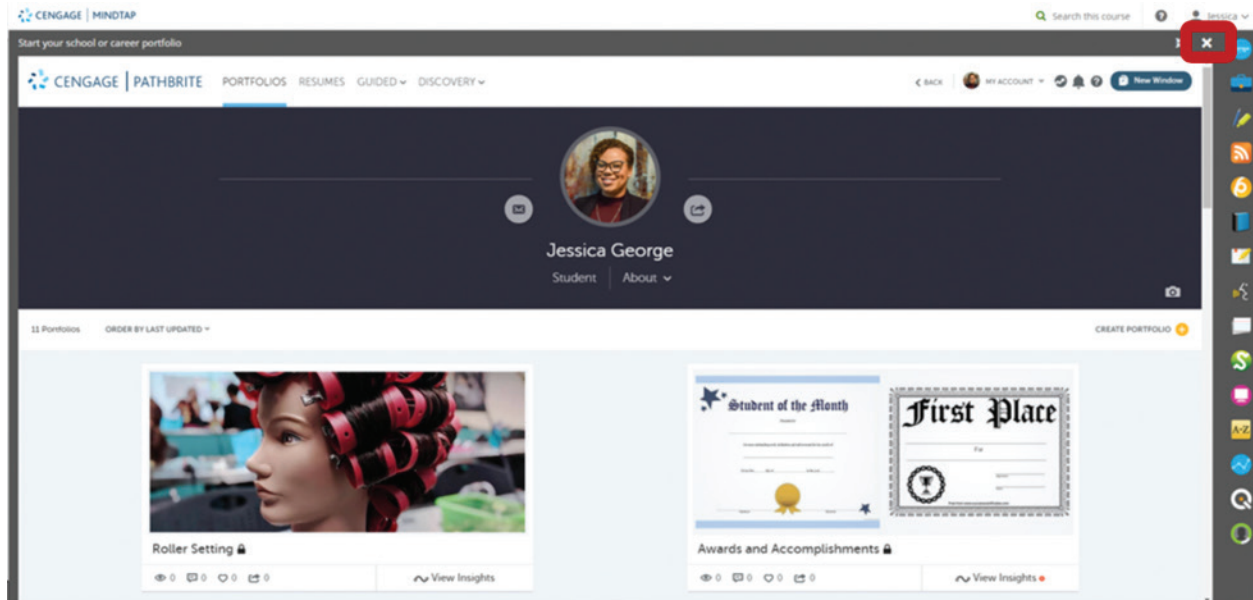 CENGAGE | MINDTAP
Search this course
Jessica
Start your school or career portfolio
CENGAGE | PATHBRITE PORTFOLIOS RESUMES GUIDED DISCOVERY
BACK MY ACCOUNT New Window
Jessica George
Student About
11 Portfolios ORDER BY LAST UPDATED
CREATE PORTFOLIO
Student of the Month
First Place
For
Roller Setting
Awards and Accomplishments
0 0 0 0 View Insights
0 0 0 0 View Insights
A-Z